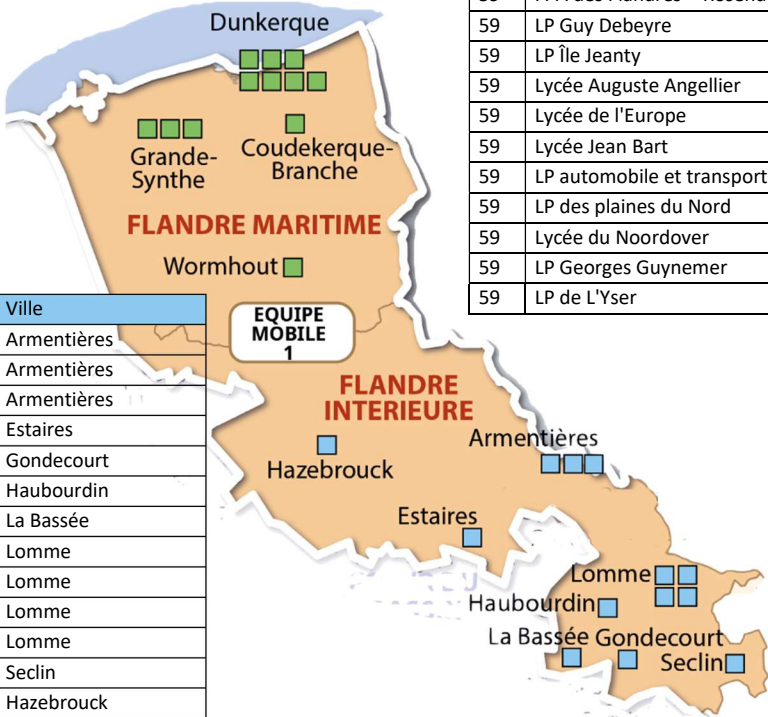 Dunkerque
Grande-
Synthe
Coudekerque-
Branche
FLANDRE MARITIME
Wormhout
EQUIPE
MOBILE
1
FLANDRE
INTERIEURE
Hazebrouck
Armentières
Estaires
Lomme
Haubourdin
La Bassée Gondecourt
Seclin
59 LP Guy Debeyre
59 LP Île Jeanty
59 Lycée Auguste Angellier
59 Lycée de l'Europe
59 Lycée Jean Bart
59 LP automobile et transport
59 LP des plaines du Nord
59 Lycée du Noordover
59 LP Georges Guynemer
59 LP de L'Yser
Ville
Armentières
Armentières
Armentières
Estaires
Gondecourt
Haubourdin
La Bassée
Lomme
Lomme
Lomme
Lomme
Seclin
Hazebrouck